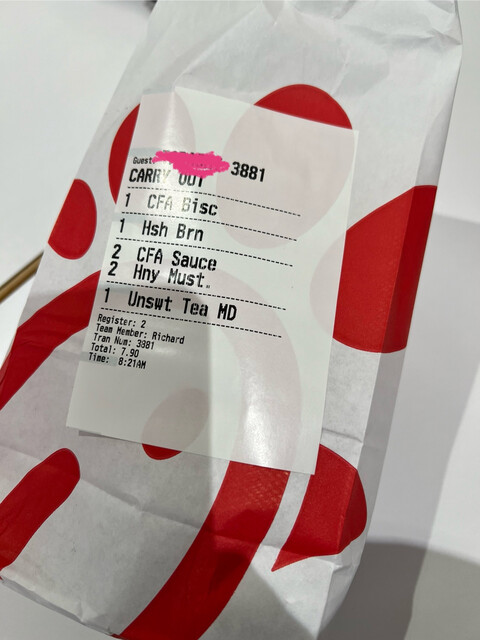 Guest: 3881
CARRY OUT
1 CFA Bisc
1 Hsh Brn
2 CFA Sauce
2 Hny Must
1 Unswt Tea MD
Register: 2
Team Member: Richard
Tran Num: 3881
Total: 7.90
Time: 8:21AM